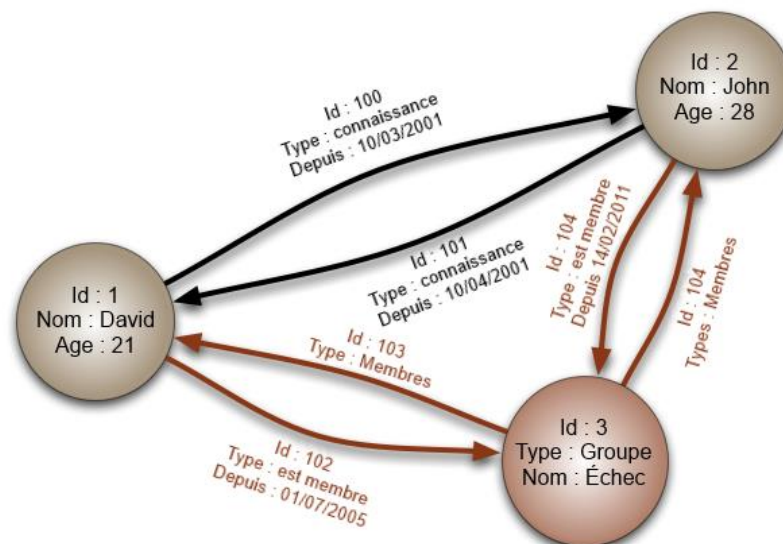 Id : 2
Nom : John
Age : 28
Id : 100
Type : connaissance
Depuis : 10/03/2001
Id : 101
Type : connaissance
Depuis : 10/04/2001
Id : 104
Type : est membre
Depuis 14/02/2011
Id : 104
Types : Membres
Id : 1
Nom : David
Age : 21
Id : 103
Type : Membres
Id : 102
Type : est membre
Depuis : 01/07/2005
Id : 3
Type : Groupe
Nom : Échec